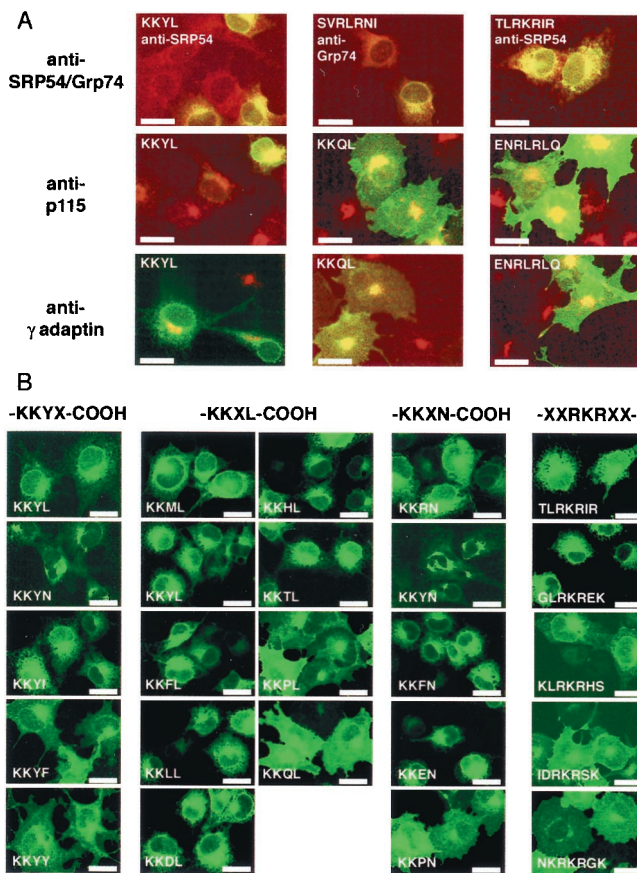 A
anti-
SRP54/Grp74
KKYL
anti-SRP54
SVRLRNI
anti-
Grp74
TLRKRIR
anti-SRP54
anti-
p115
KKYL
KKQL
ENRLRLQ
anti-
γ adaptin
KKYL
KKQL
ENRLRLQ
B
-KKYX-COOH
-KKXL-COOH
-KKXN-COOH
-XXRKRXX-
KKYL
KKML
KKHL
KKRN
TLRKRIR
KKYN
KKYL
KKTL
KKYN
GLRKREK
KKYI
KKFL
KKPL
KKFN
KLRKRHS
KKYF
KKLL
KKQL
KKEN
IDRKRSK
KKYY
KKDL
KKPN
NKRKRGK